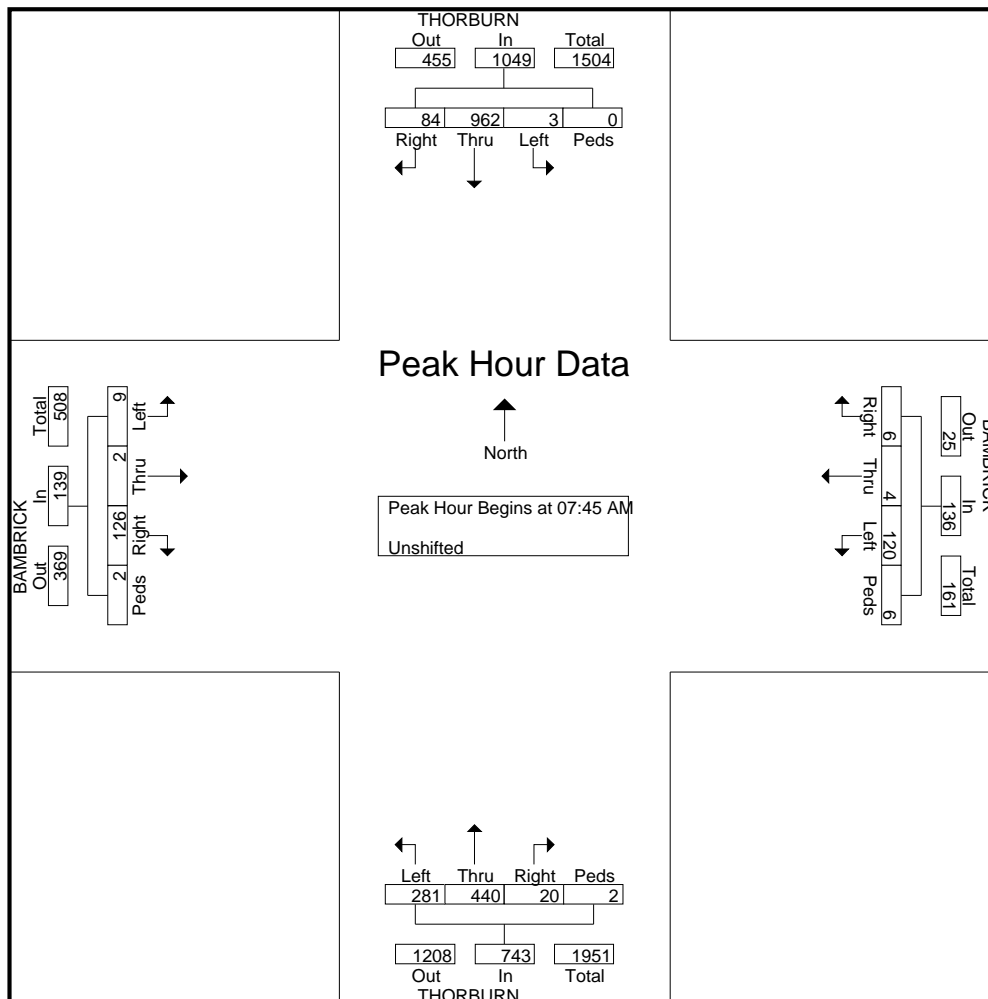 THORBURN
Out In Total
455 1049 1504
84 962 3 0
Right Thru Left Peds
Peak Hour Data
North
Peak Hour Begins at 07:45 AM
Unshifted
BAMBRICK
Out In Total
369 139 508
9 2 126 2
Left Thru Right Peds
BAMBRICK
Out In Total
25 136 161
6 4 120 6
Right Thru Left Peds
Left Thru Right Peds
281 440 20 2
1208 743 1951
Out In Total
THORBURN